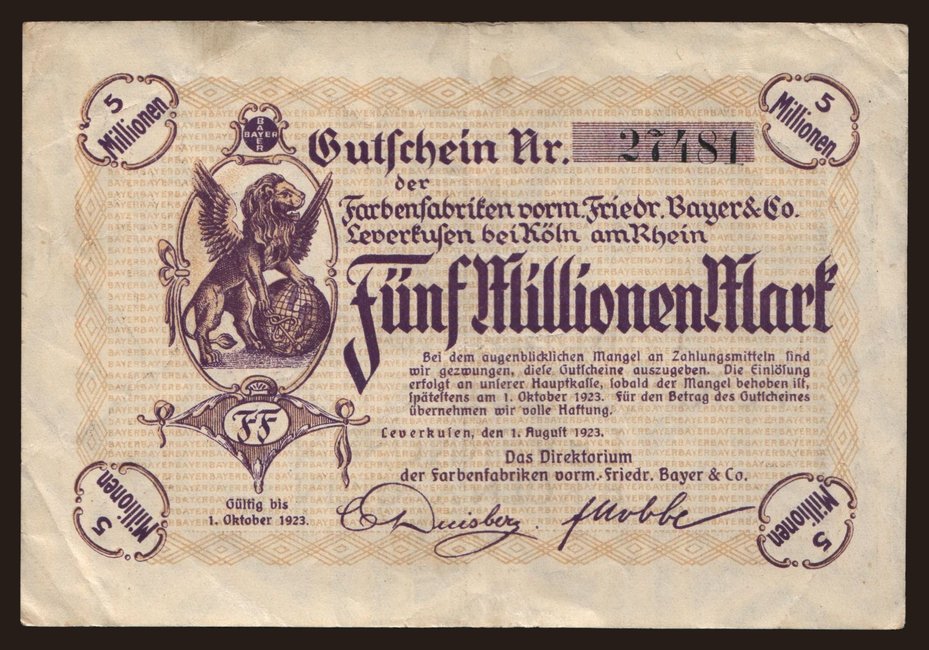 5
Millionen
5
Millionen
BAYER
BAYER
Gutschein Nr. 27481
der
Farbenfabriken vorm. Friedr. Bayer & Co.
Leverkusen bei Köln am Rhein
Fünf Millionen Mark
Bei dem augenblicklichen Mangel an Zahlungsmitteln sind
wir gezwungen, diese Gutscheine auszugeben. Die Einlösung
erfolgt an unserer Hauptkasse, sobald der Mangel behoben ist,
spätestens am 1. Oktober 1923. Für den Betrag des Gutscheines
übernehmen wir volle Haftung.
FF
Leverkusen, den 1. August 1923.
Das Direktorium
der Farbenfabriken vorm. Friedr. Bayer & Co.
Gültig bis
1. Oktober 1923.
C Duisberg.
5
Millionen
5
Millionen